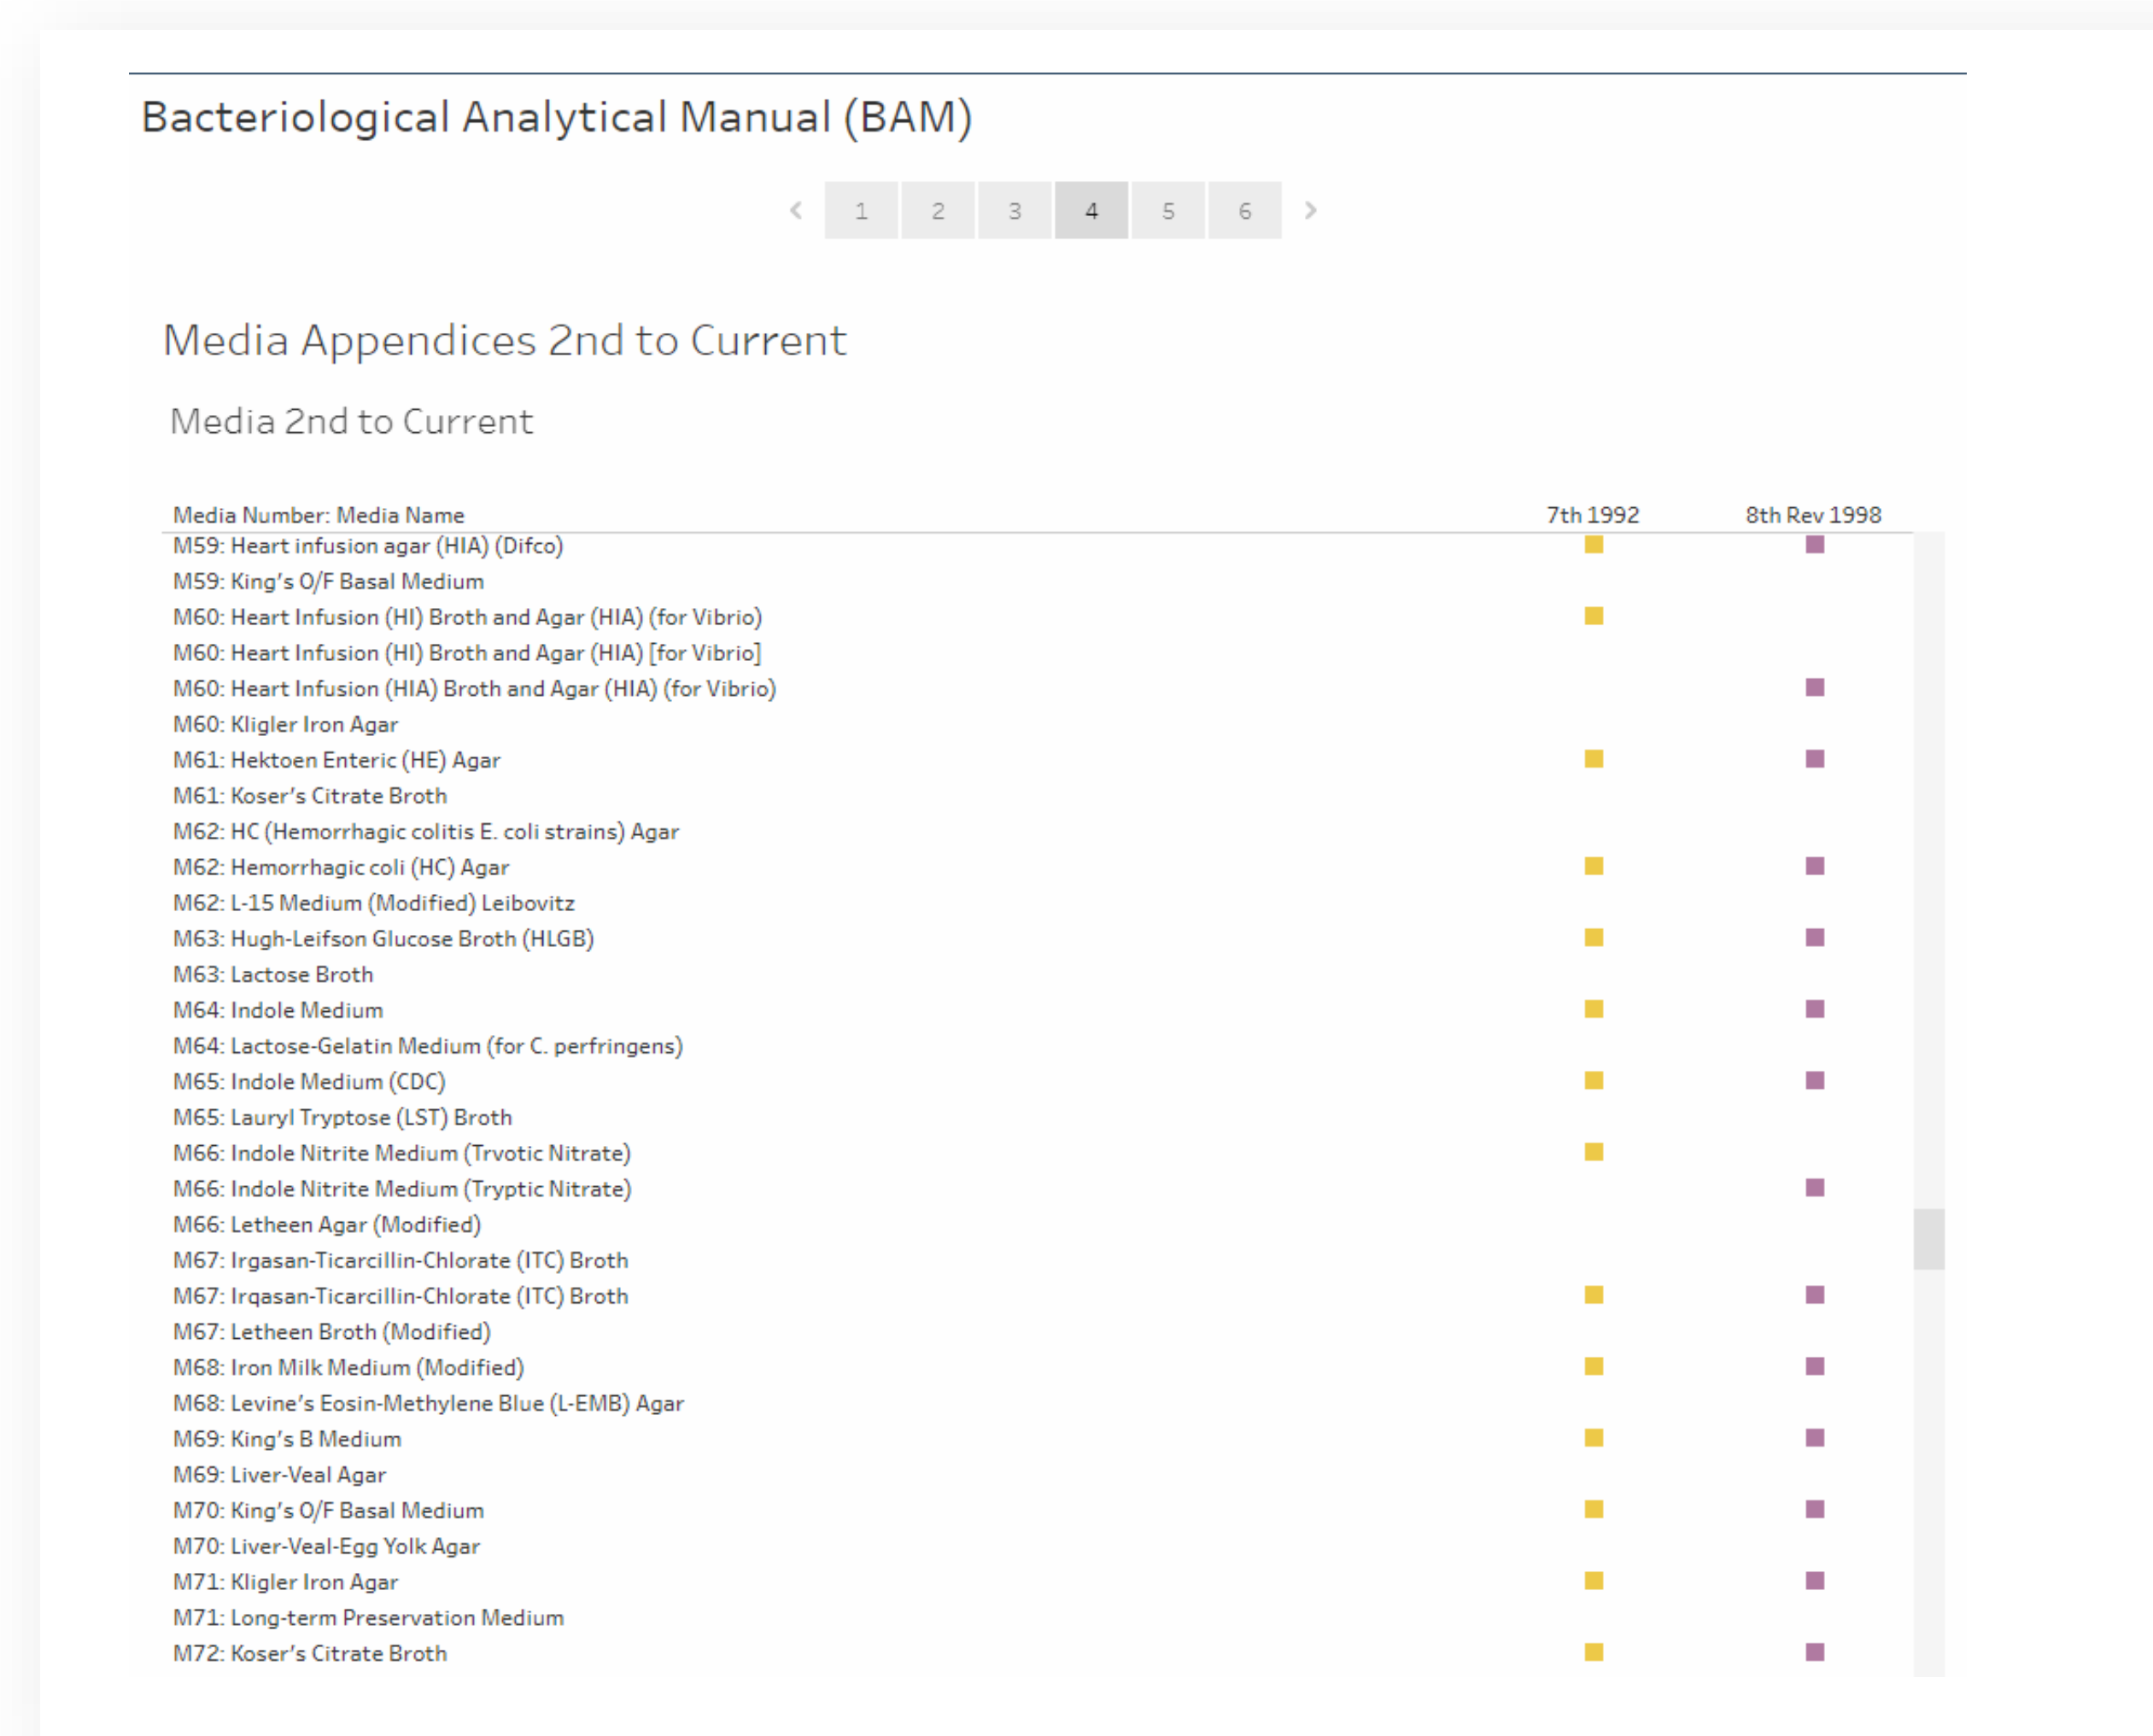 Bacteriological Analytical Manual (BAM)
1 2 3 4 5 6
Media Appendices 2nd to Current
Media 2nd to Current
Media Number: Media Name 7th 1992 8th Rev 1998
M59: Heart infusion agar (HIA) (Difco)
M59: King's O/F Basal Medium
M60: Heart Infusion (HI) Broth and Agar (HIA) (for Vibrio)
M60: Heart Infusion (HI) Broth and Agar (HIA) [for Vibrio]
M60: Heart Infusion (HIA) Broth and Agar (HIA) (for Vibrio)
M60: Kligler Iron Agar
M61: Hektoen Enteric (HE) Agar
M61: Koser's Citrate Broth
M62: HC (Hemorrhagic colitis E. coli strains) Agar
M62: Hemorrhagic coli (HC) Agar
M62: L-15 Medium (Modified) Leibovitz
M63: Hugh-Leifson Glucose Broth (HLGB)
M63: Lactose Broth
M64: Indole Medium
M64: Lactose-Gelatin Medium (for C. perfringens)
M65: Indole Medium (CDC)
M65: Lauryl Tryptose (LST) Broth
M66: Indole Nitrite Medium (Trvotic Nitrate)
M66: Indole Nitrite Medium (Tryptic Nitrate)
M66: Letheen Agar (Modified)
M67: Irgasan-Ticarcillin-Chlorate (ITC) Broth
M67: Irqasan-Ticarcillin-Chlorate (ITC) Broth
M67: Letheen Broth (Modified)
M68: Iron Milk Medium (Modified)
M68: Levine's Eosin-Methylene Blue (L-EMB) Agar
M69: King's B Medium
M69: Liver-Veal Agar
M70: King's O/F Basal Medium
M70: Liver-Veal-Egg Yolk Agar
M71: Kligler Iron Agar
M71: Long-term Preservation Medium
M72: Koser's Citrate Broth